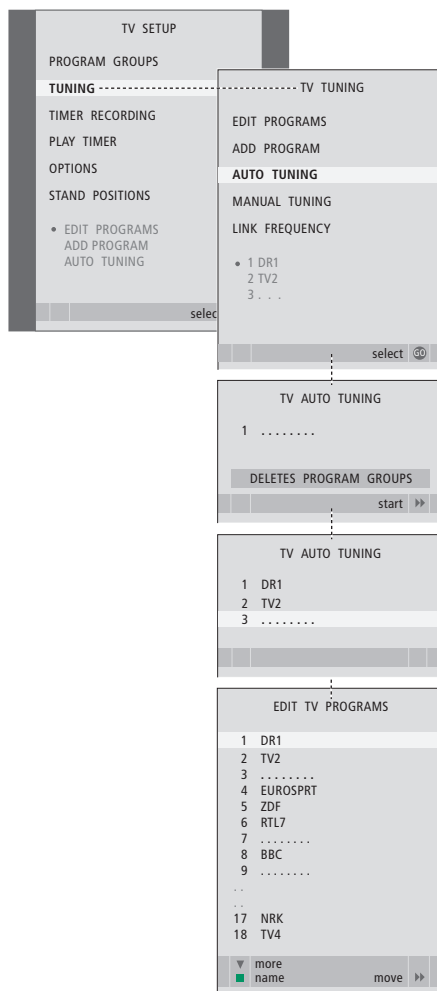 TV SETUP
PROGRAM GROUPS
TUNING
TIMER RECORDING
PLAY TIMER
OPTIONS
STAND POSITIONS
• EDIT PROGRAMS
ADD PROGRAM
AUTO TUNING
selec
TV TUNING
EDIT PROGRAMS
ADD PROGRAM
AUTO TUNING
MANUAL TUNING
LINK FREQUENCY
• 1 DR1
2 TV2
3 . . .
select GO
TV AUTO TUNING
1 ........
DELETES PROGRAM GROUPS
start
TV AUTO TUNING
1 DR1
2 TV2
3 ........
EDIT TV PROGRAMS
1 DR1
2 TV2
3 ........
4 EUROSPRT
5 ZDF
6 RTL7
7 ........
8 BBC
9 ........
. .
. .
17 NRK
18 TV4
more
name move